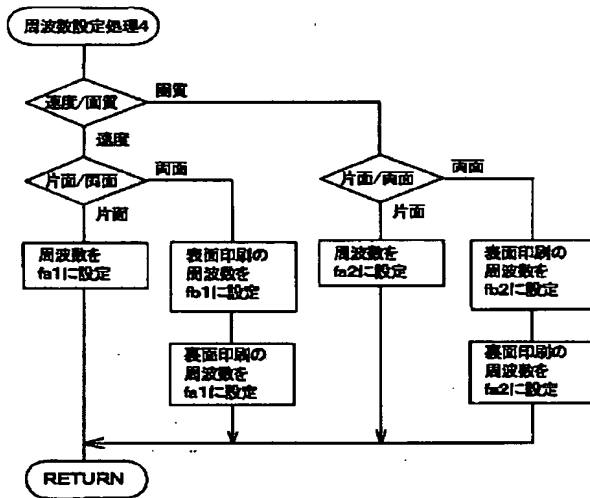 周波数設定処理4
速度/画質
画質
速度
片面/両面
両面
片面
片面/両面
両面
片面
周波数を
fa1に設定
表面印刷の
周波数を
fb1に設定
周波数を
fa2に設定
表面印刷の
周波数を
fb2に設定
裏面印刷の
周波数を
fa1に設定
裏面印刷の
周波数を
fa2に設定
RETURN